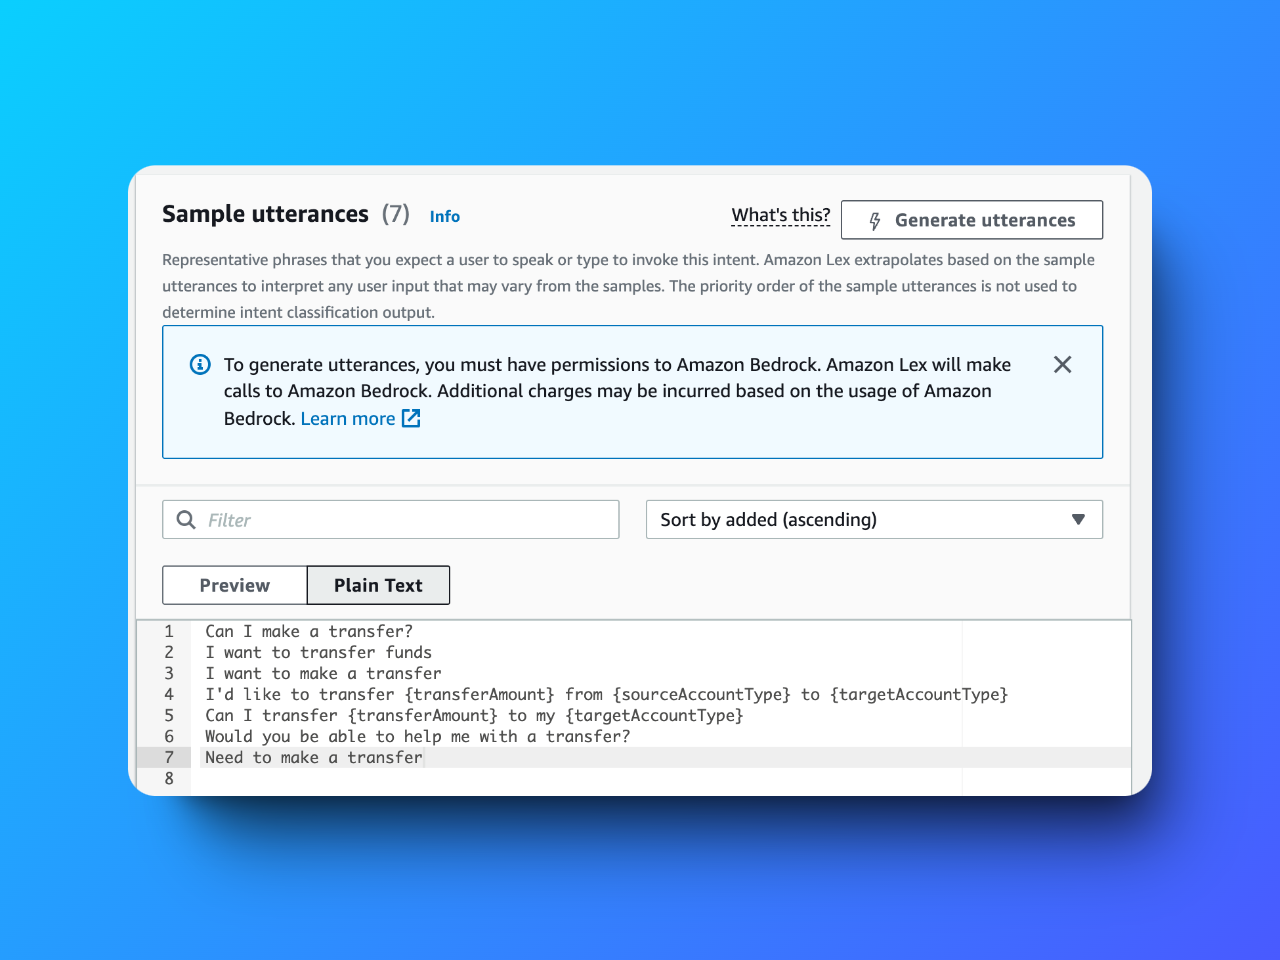 Sample utterances (7) Info
What's this?
Generate utterances
Representative phrases that you expect a user to speak or type to invoke this intent. Amazon Lex extrapolates based on the sample
utterances to interpret any user input that may vary from the samples. The priority order of the sample utterances is not used to
determine intent classification output.
To generate utterances, you must have permissions to Amazon Bedrock. Amazon Lex will make
calls to Amazon Bedrock. Additional charges may be incurred based on the usage of Amazon
Bedrock. Learn more
Filter
Sort by added (ascending)
Preview
Plain Text
1 Can I make a transfer?
2 I want to transfer funds
3 I want to make a transfer
4 I'd like to transfer {transferAmount} from {sourceAccountType} to {targetAccountType}
5 Can I transfer {transferAmount} to my {targetAccountType}
6 Would you be able to help me with a transfer?
7 Need to make a transfer
8